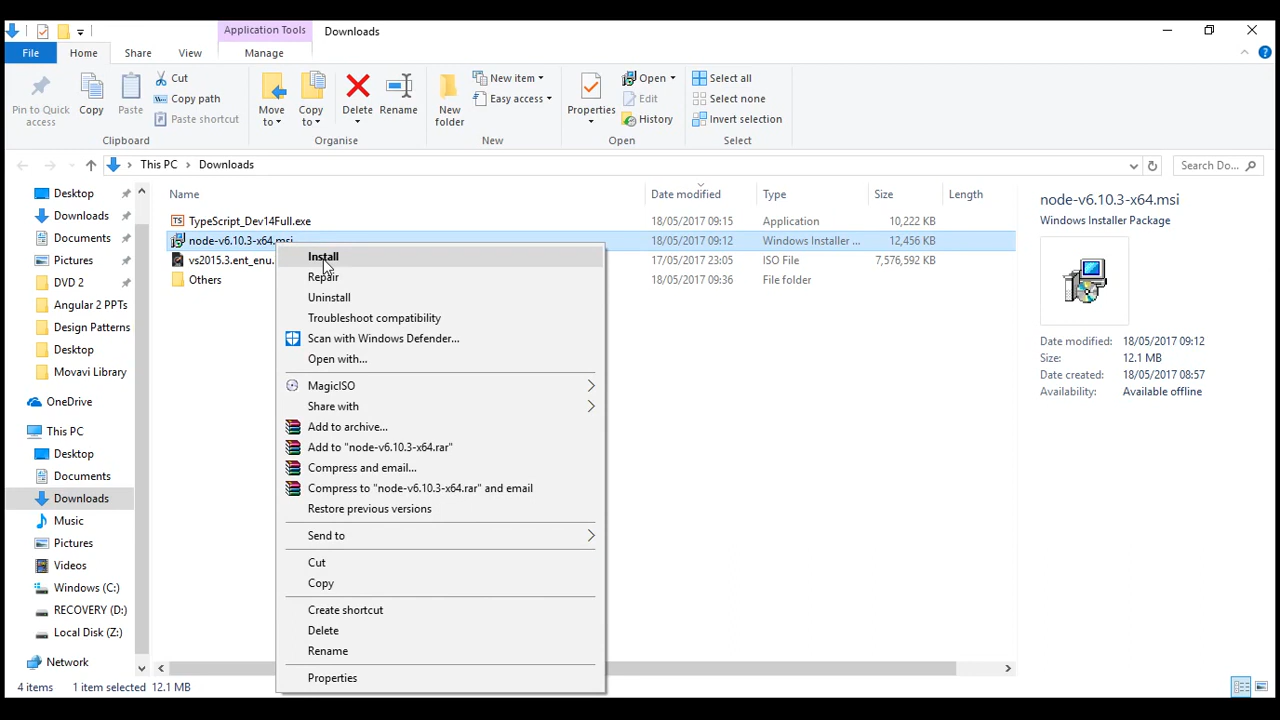 Application Tools
Downloads
File
Home
Share
View
Manage
Pin to Quick access
Copy
Paste
Cut
Copy path
Paste shortcut
Clipboard
Move to
Copy to
Delete
Rename
Organise
New folder
New item
Easy access
New
Properties
Open
Edit
History
Open
Select all
Select none
Invert selection
Select
This PC
Downloads
Search Do...
Desktop
Downloads
Documents
Pictures
DVD 2
Angular 2 PPTs
Design Patterns
Desktop
Movavi Library
OneDrive
This PC
Desktop
Documents
Downloads
Music
Pictures
Videos
Windows (C:)
RECOVERY (D:)
Local Disk (Z:)
Network
Name
Date modified
Type
Size
Length
TS TypeScript_Dev14Full.exe 18/05/2017 09:15 Application 10,222 KB
node-v6.10.3-x64.msi 18/05/2017 09:12 Windows Installer ... 12,456 KB
vs2015.3.ent_enu. 17/05/2017 23:05 ISO File 7,576,592 KB
Others 18/05/2017 09:36 File folder
Install
Repair
Uninstall
Troubleshoot compatibility
Scan with Windows Defender...
Open with...
MagicISO
Share with
Add to archive...
Add to "node-v6.10.3-x64.rar"
Compress and email...
Compress to "node-v6.10.3-x64.rar" and email
Restore previous versions
Send to
Cut
Copy
Create shortcut
Delete
Rename
Properties
node-v6.10.3-x64.msi
Windows Installer Package
Date modified: 18/05/2017 09:12
Size: 12.1 MB
Date created: 18/05/2017 08:57
Availability: Available offline
4 items 1 item selected 12.1 MB